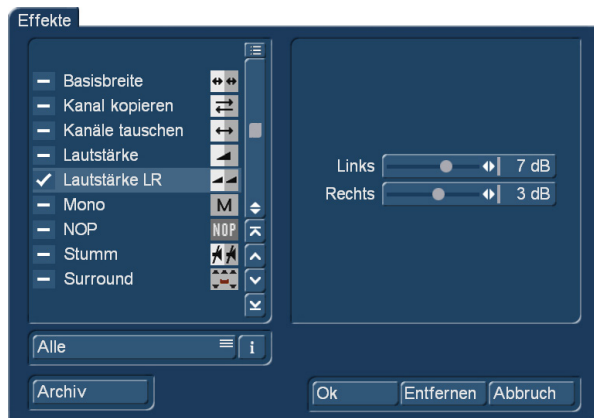 Effekte
Basisbreite
Kanal kopieren
Kanäle tauschen
Lautstärke
Lautstärke LR
Mono M
NOP NOP
Stumm
Surround
Links 7 dB
Rechts 3 dB
Alle i
Archiv
Ok Entfernen Abbruch